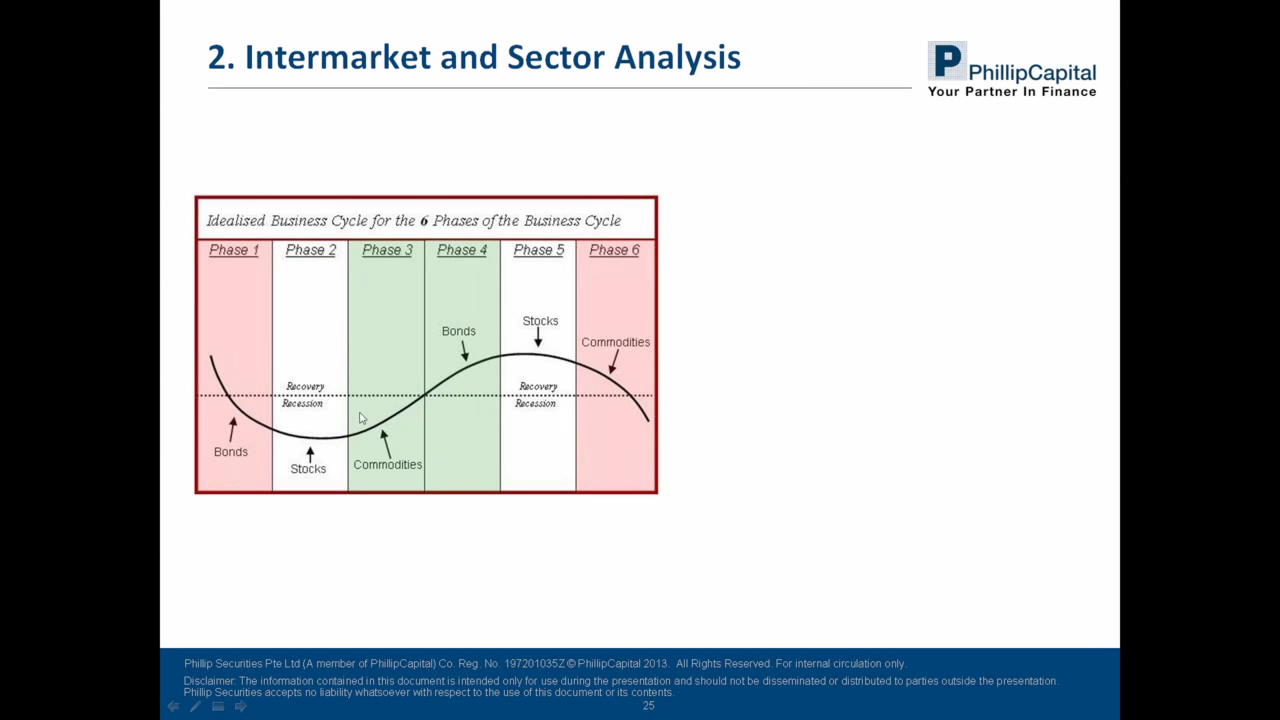 2. Intermarket and Sector Analysis
P PhillipCapital
Your Partner In Finance
Idealised Business Cycle for the 6 Phases of the Business Cycle
Phase 1 Phase 2 Phase 3 Phase 4 Phase 5 Phase 6
Stocks
Bonds
Commodities
Recovery Recovery
Recession Recession
Bonds
Commodities
Stocks
Phillip Securities Pte Ltd (A member of PhillipCapital) Co. Reg. No. 197201035Z © PhillipCapital 2013. All Rights Reserved. For internal circulation only.
Disclaimer: The information contained in this document is intended only for use during the presentation and should not be disseminated or distributed to parties outside the presentation.
Phillip Securities accepts no liability whatsoever with respect to the use of this document or its contents.
25